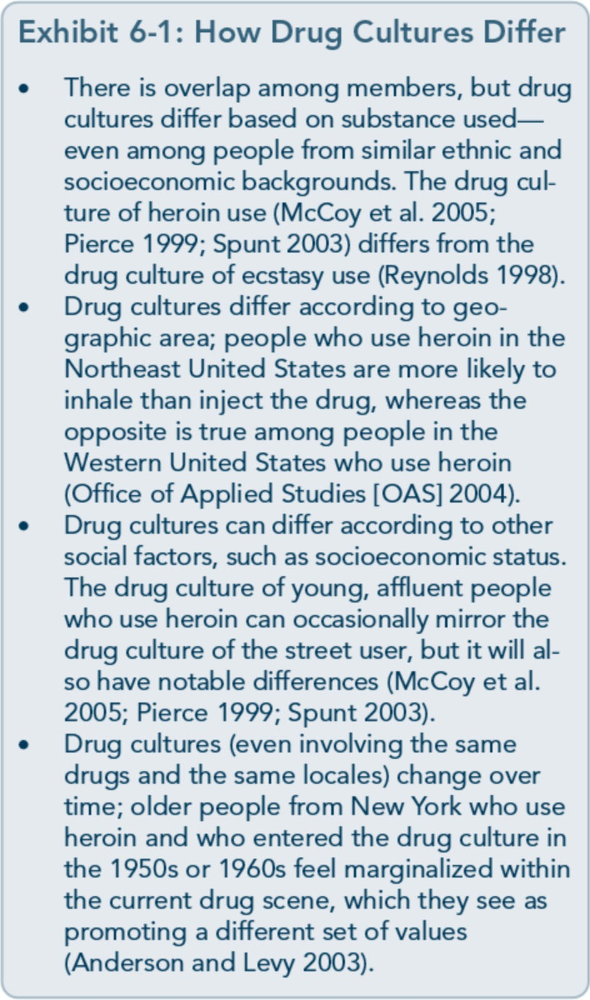 Exhibit 6-1: How Drug Cultures Differ
• There is overlap among members, but drug
cultures differ based on substance used—
even among people from similar ethnic and
socioeconomic backgrounds. The drug cul-
ture of heroin use (McCoy et al. 2005;
Pierce 1999; Spunt 2003) differs from the
drug culture of ecstasy use (Reynolds 1998).
• Drug cultures differ according to geo-
graphic area; people who use heroin in the
Northeast United States are more likely to
inhale than inject the drug, whereas the
opposite is true among people in the
Western United States who use heroin
(Office of Applied Studies [OAS] 2004).
• Drug cultures can differ according to other
social factors, such as socioeconomic status.
The drug culture of young, affluent people
who use heroin can occasionally mirror the
drug culture of the street user, but it will al-
so have notable differences (McCoy et al.
2005; Pierce 1999; Spunt 2003).
• Drug cultures (even involving the same
drugs and the same locales) change over
time; older people from New York who use
heroin and who entered the drug culture in
the 1950s or 1960s feel marginalized within
the current drug scene, which they see as
promoting a different set of values
(Anderson and Levy 2003).